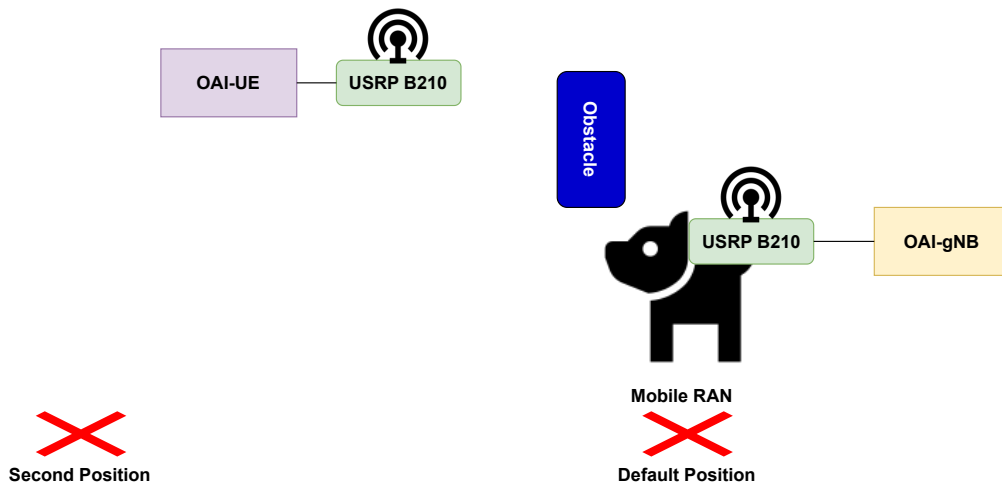 OAI-UE
USRP B210
Obstacle
USRP B210
OAI-gNB
Mobile RAN
Second Position
Default Position